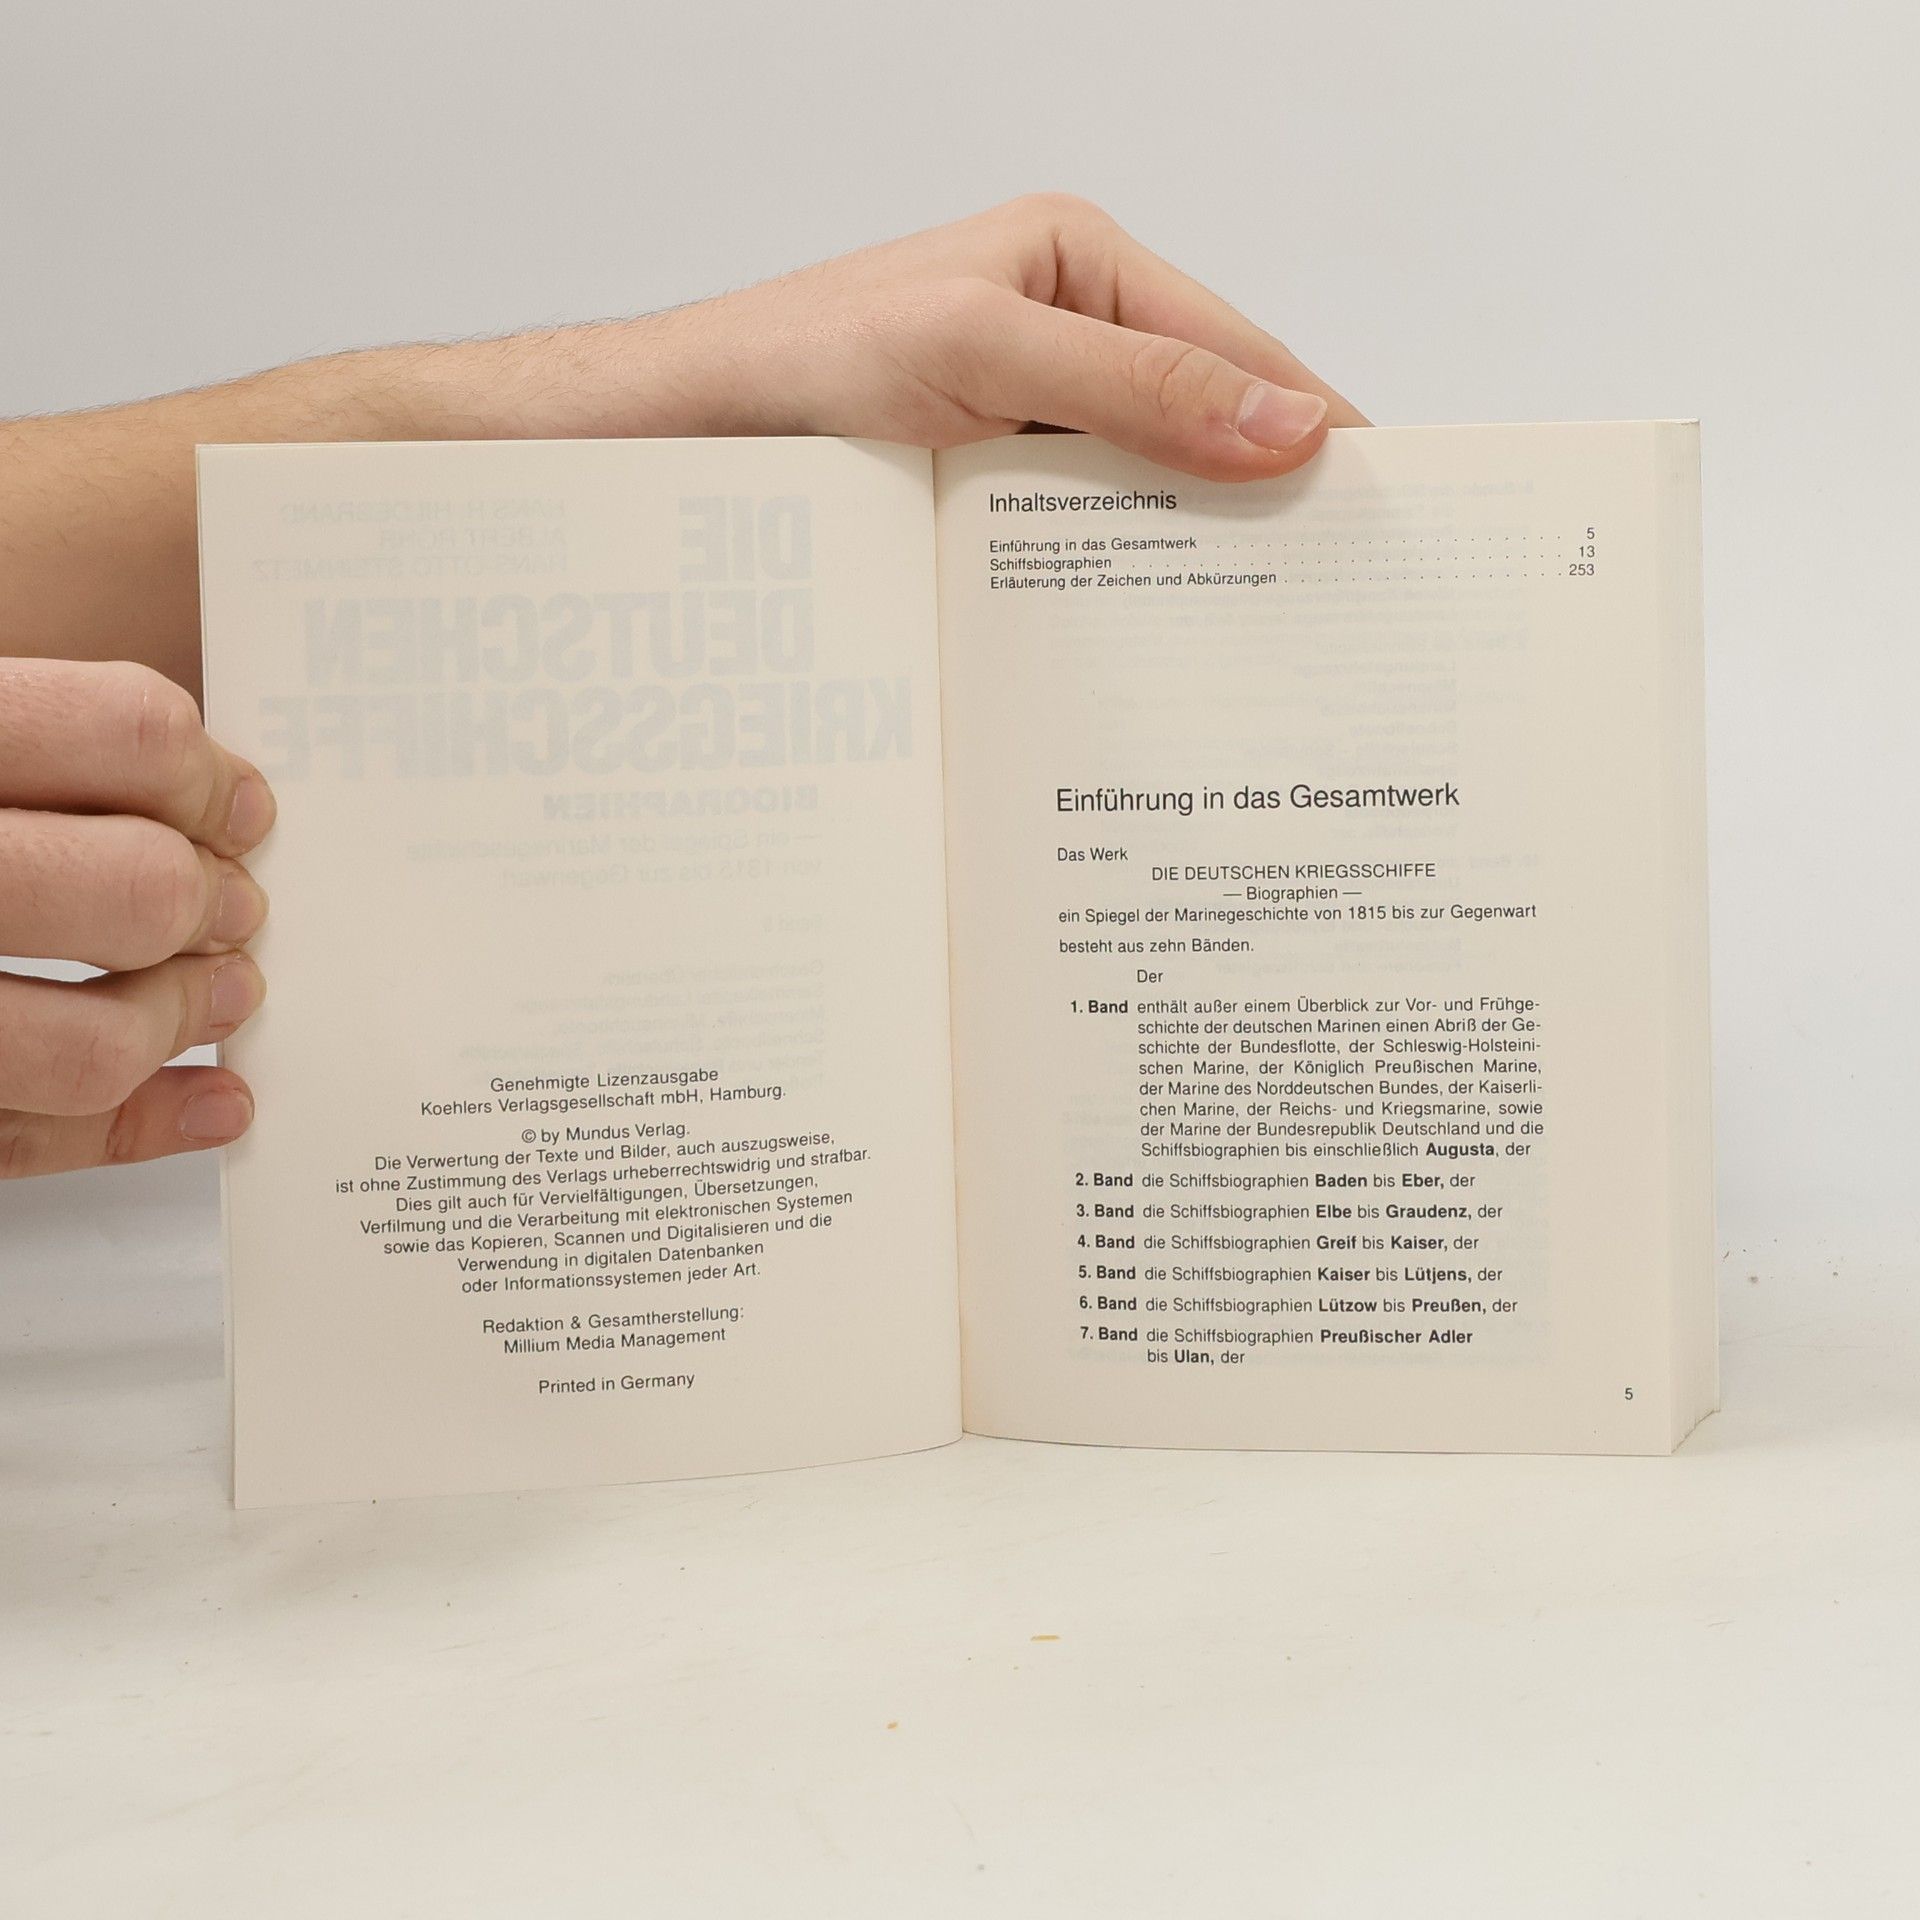 Genehmigte Lizenzausgabe
Koehlers Verlagsgesellschaft mbH, Hamburg.
© by Mundus Verlag.
Die Verwertung der Texte und Bilder, auch auszugsweise,
ist ohne Zustimmung des Verlags urheberrechtswidrig und strafbar.
Dies gilt auch für Vervielfältigungen, Übersetzungen,
Verfilmung und die Verarbeitung mit elektronischen Systemen
sowie das Kopieren, Scannen und Digitalisieren und die
Verwendung in digitalen Datenbanken
oder Informationssystemen jeder Art.
Redaktion & Gesamtherstellung:
Millium Media Management
Printed in Germany
Inhaltsverzeichnis
Einführung in das Gesamtwerk . . . . . . . . . . . . . . . . . 5
Schiffsbiographien . . . . . . . . . . . . . . . . . . . . . 13
Erläuterung der Zeichen und Abkürzungen . . . . . . . . . . . . . 253
Einführung in das Gesamtwerk
Das Werk
DIE DEUTSCHEN KRIEGSSCHIFFE
— Biographien —
ein Spiegel der Marinegeschichte von 1815 bis zur Gegenwart
besteht aus zehn Bänden.
Der
1. Band enthält außer einem Überblick zur Vor- und Frühge-
schichte der deutschen Marinen einen Abriß der Ge-
schichte der Bundesflotte, der Schleswig-Holsteini-
schen Marine, der Königlich Preußischen Marine,
der Marine des Norddeutschen Bundes, der Kaiserli-
chen Marine, der Reichs- und Kriegsmarine, sowie
der Marine der Bundesrepublik Deutschland und die
Schiffsbiographien bis einschließlich Augusta, der
2. Band die Schiffsbiographien Baden bis Eber, der
3. Band die Schiffsbiographien Elbe bis Graudenz, der
4. Band die Schiffsbiographien Greif bis Kaiser, der
5. Band die Schiffsbiographien Kaiser bis Lütjens, der
6. Band die Schiffsbiographien Lützow bis Preußen, der
7. Band die Schiffsbiographien Preußischer Adler
bis Ulan, der
5